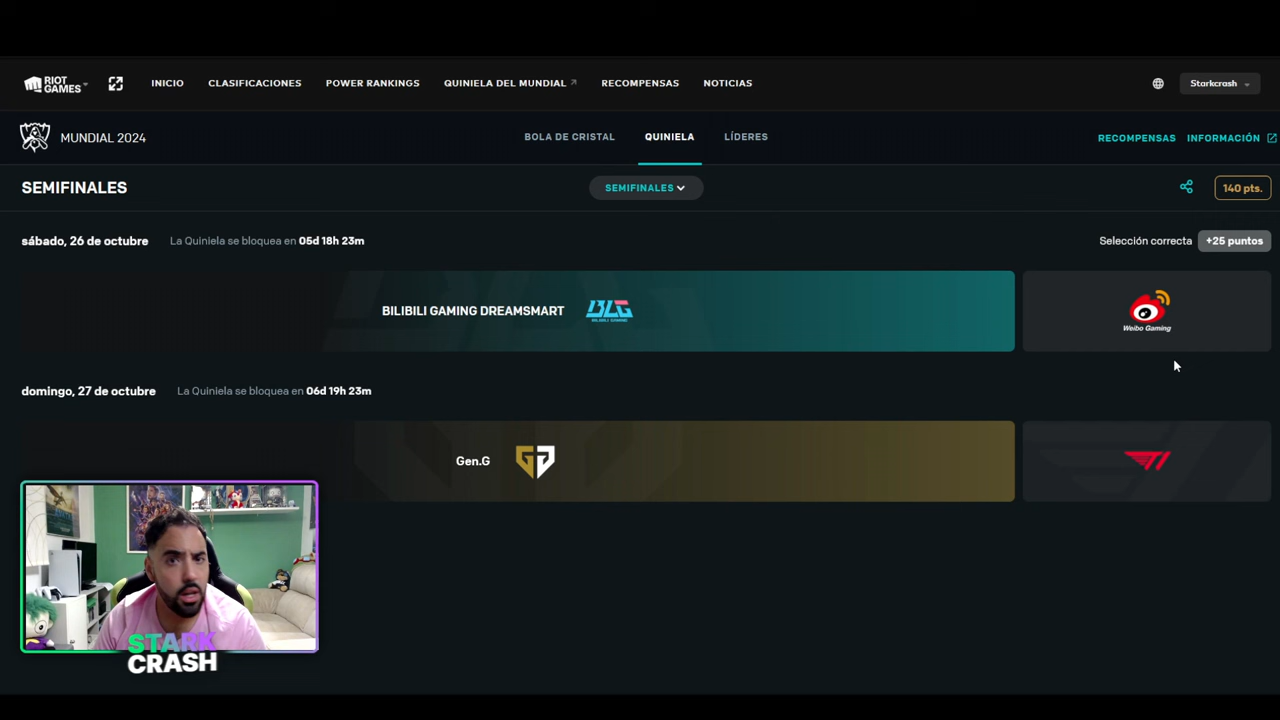 RIOT GAMES
INICIO
CLASIFICACIONES
POWER RANKINGS
QUINIELA DEL MUNDIAL
RECOMPENSAS
NOTICIAS
Starkcrash
MUNDIAL 2024
BOLA DE CRISTAL
QUINIELA
LÍDERES
RECOMPENSAS
INFORMACIÓN
SEMIFINALES
SEMIFINALES
140 pts.
sábado, 26 de octubre
La Quiniela se bloquea en 05d 18h 23m
Selección correcta
+25 puntos
BILIBILI GAMING DREAMSMART
BLG
BILIBILI GAMING
Weibo Gaming
domingo, 27 de octubre
La Quiniela se bloquea en 06d 19h 23m
Gen.G
T1
STARK
CRASH